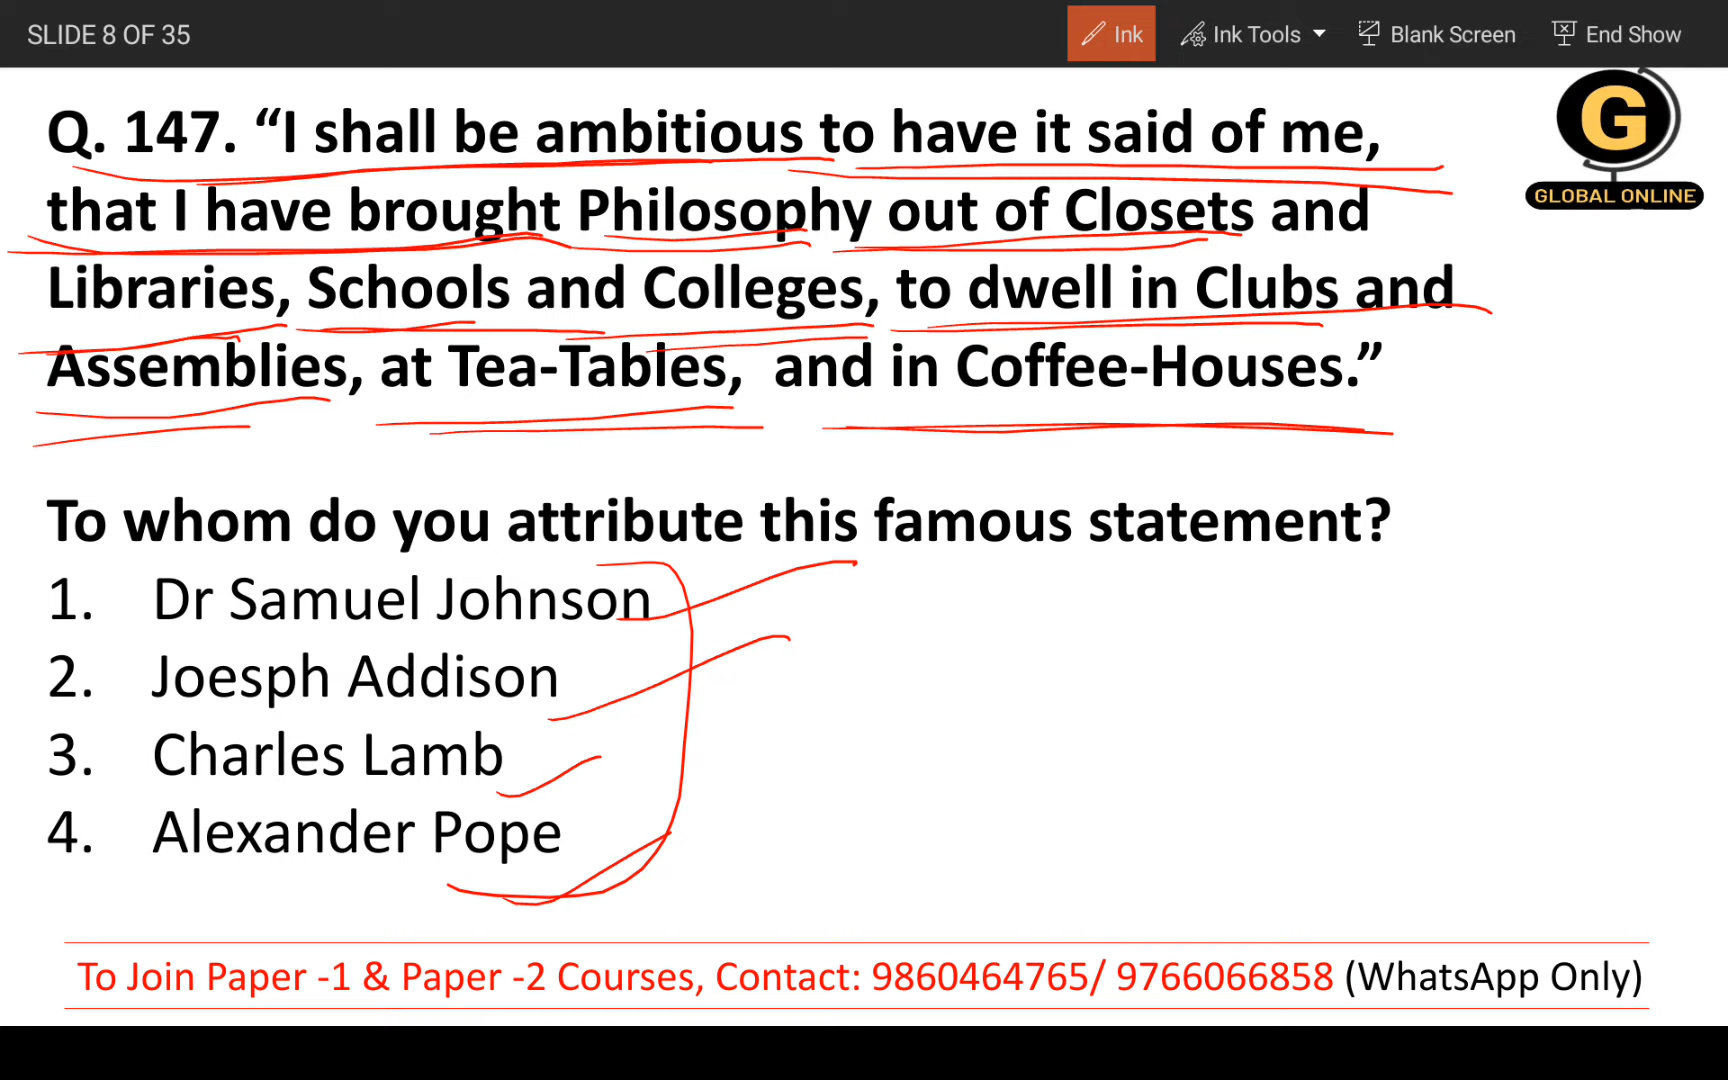 SLIDE 8 OF 35
Ink
Ink Tools
Blank Screen
End Show
G
GLOBAL ONLINE
Q. 147. “I shall be ambitious to have it said of me,
that I have brought Philosophy out of Closets and
Libraries, Schools and Colleges, to dwell in Clubs and
Assemblies, at Tea-Tables, and in Coffee-Houses.”
To whom do you attribute this famous statement?
1. Dr Samuel Johnson
2. Joesph Addison
3. Charles Lamb
4. Alexander Pope
To Join Paper -1 & Paper -2 Courses, Contact: 9860464765/ 9766066858 (WhatsApp Only)